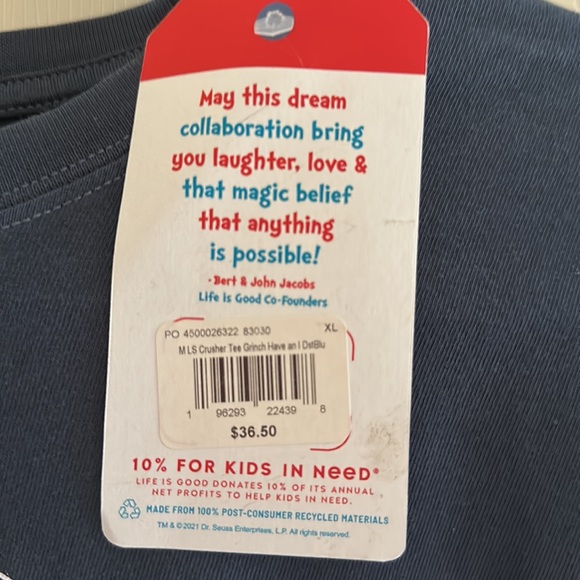 May this dream
collaboration bring
you laughter, love &
that magic belief
that anything
is possible!
- Bert & John Jacobs
Life is Good Co-Founders
PO 4500026322 83030 XL
M LS Crusher Tee Grinch Have an I DstBlu
1 96293 22439 8
$36.50
10% FOR KIDS IN NeeD®
LIFE IS GOOD DONATES 10% OF ITS ANNUAL
NET PROFITS TO HELP KIDS IN NEED.
MADE FROM 100% POST-CONSUMER RECYCLED MATERIALS
TM & ©2021 Dr. Seuss Enterprises, L.P. All rights reserved.